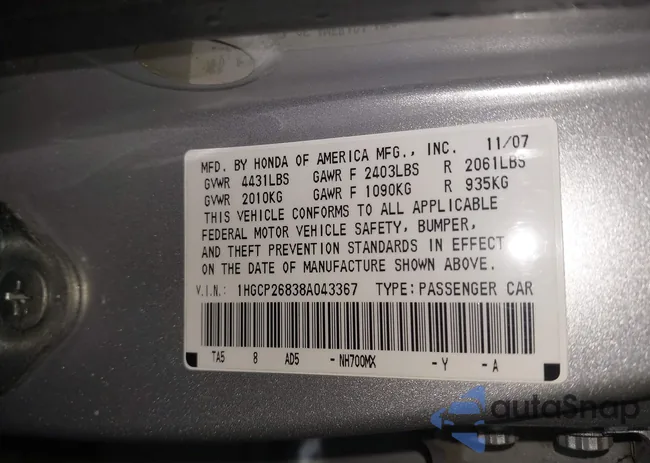 MFD. BY HONDA OF AMERICA MFG., INC. 11/07
GVWR 4431LBS GAWR F 2403LBS R 2061LBS
GVWR 2010KG GAWR F 1090KG R 935KG
THIS VEHICLE CONFORMS TO ALL APPLICABLE
FEDERAL MOTOR VEHICLE SAFETY, BUMPER,
AND THEFT PREVENTION STANDARDS IN EFFECT
ON THE DATE OF MANUFACTURE SHOWN ABOVE.
V.I.N.: 1HGCP26838A043367 TYPE: PASSENGER CAR
TA5 8 AD5 - NH700MX - Y - A
autoSnap